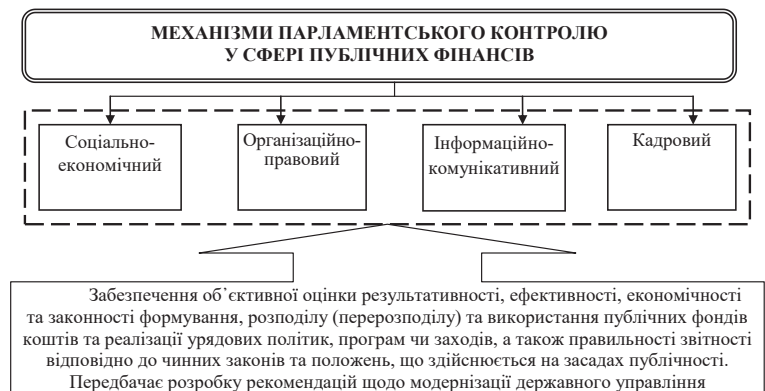 МЕХАНІЗМИ ПАРЛАМЕНТСЬКОГО КОНТРОЛЮ
У СФЕРІ ПУБЛІЧНИХ ФІНАНСІВ
Соціально-
економічний
Організаційно-
правовий
Інформаційно-
комунікативний
Кадровий
Забезпечення об’єктивної оцінки результативності, ефективності, економічності
та законності формування, розподілу (перерозподілу) та використання публічних фондів
коштів та реалізації урядових політик, програм чи заходів, а також правильності звітності
відповідно до чинних законів та положень, що здійснюється на засадах публічності.
Передбачає розробку рекомендацій щодо модернізації державного управління